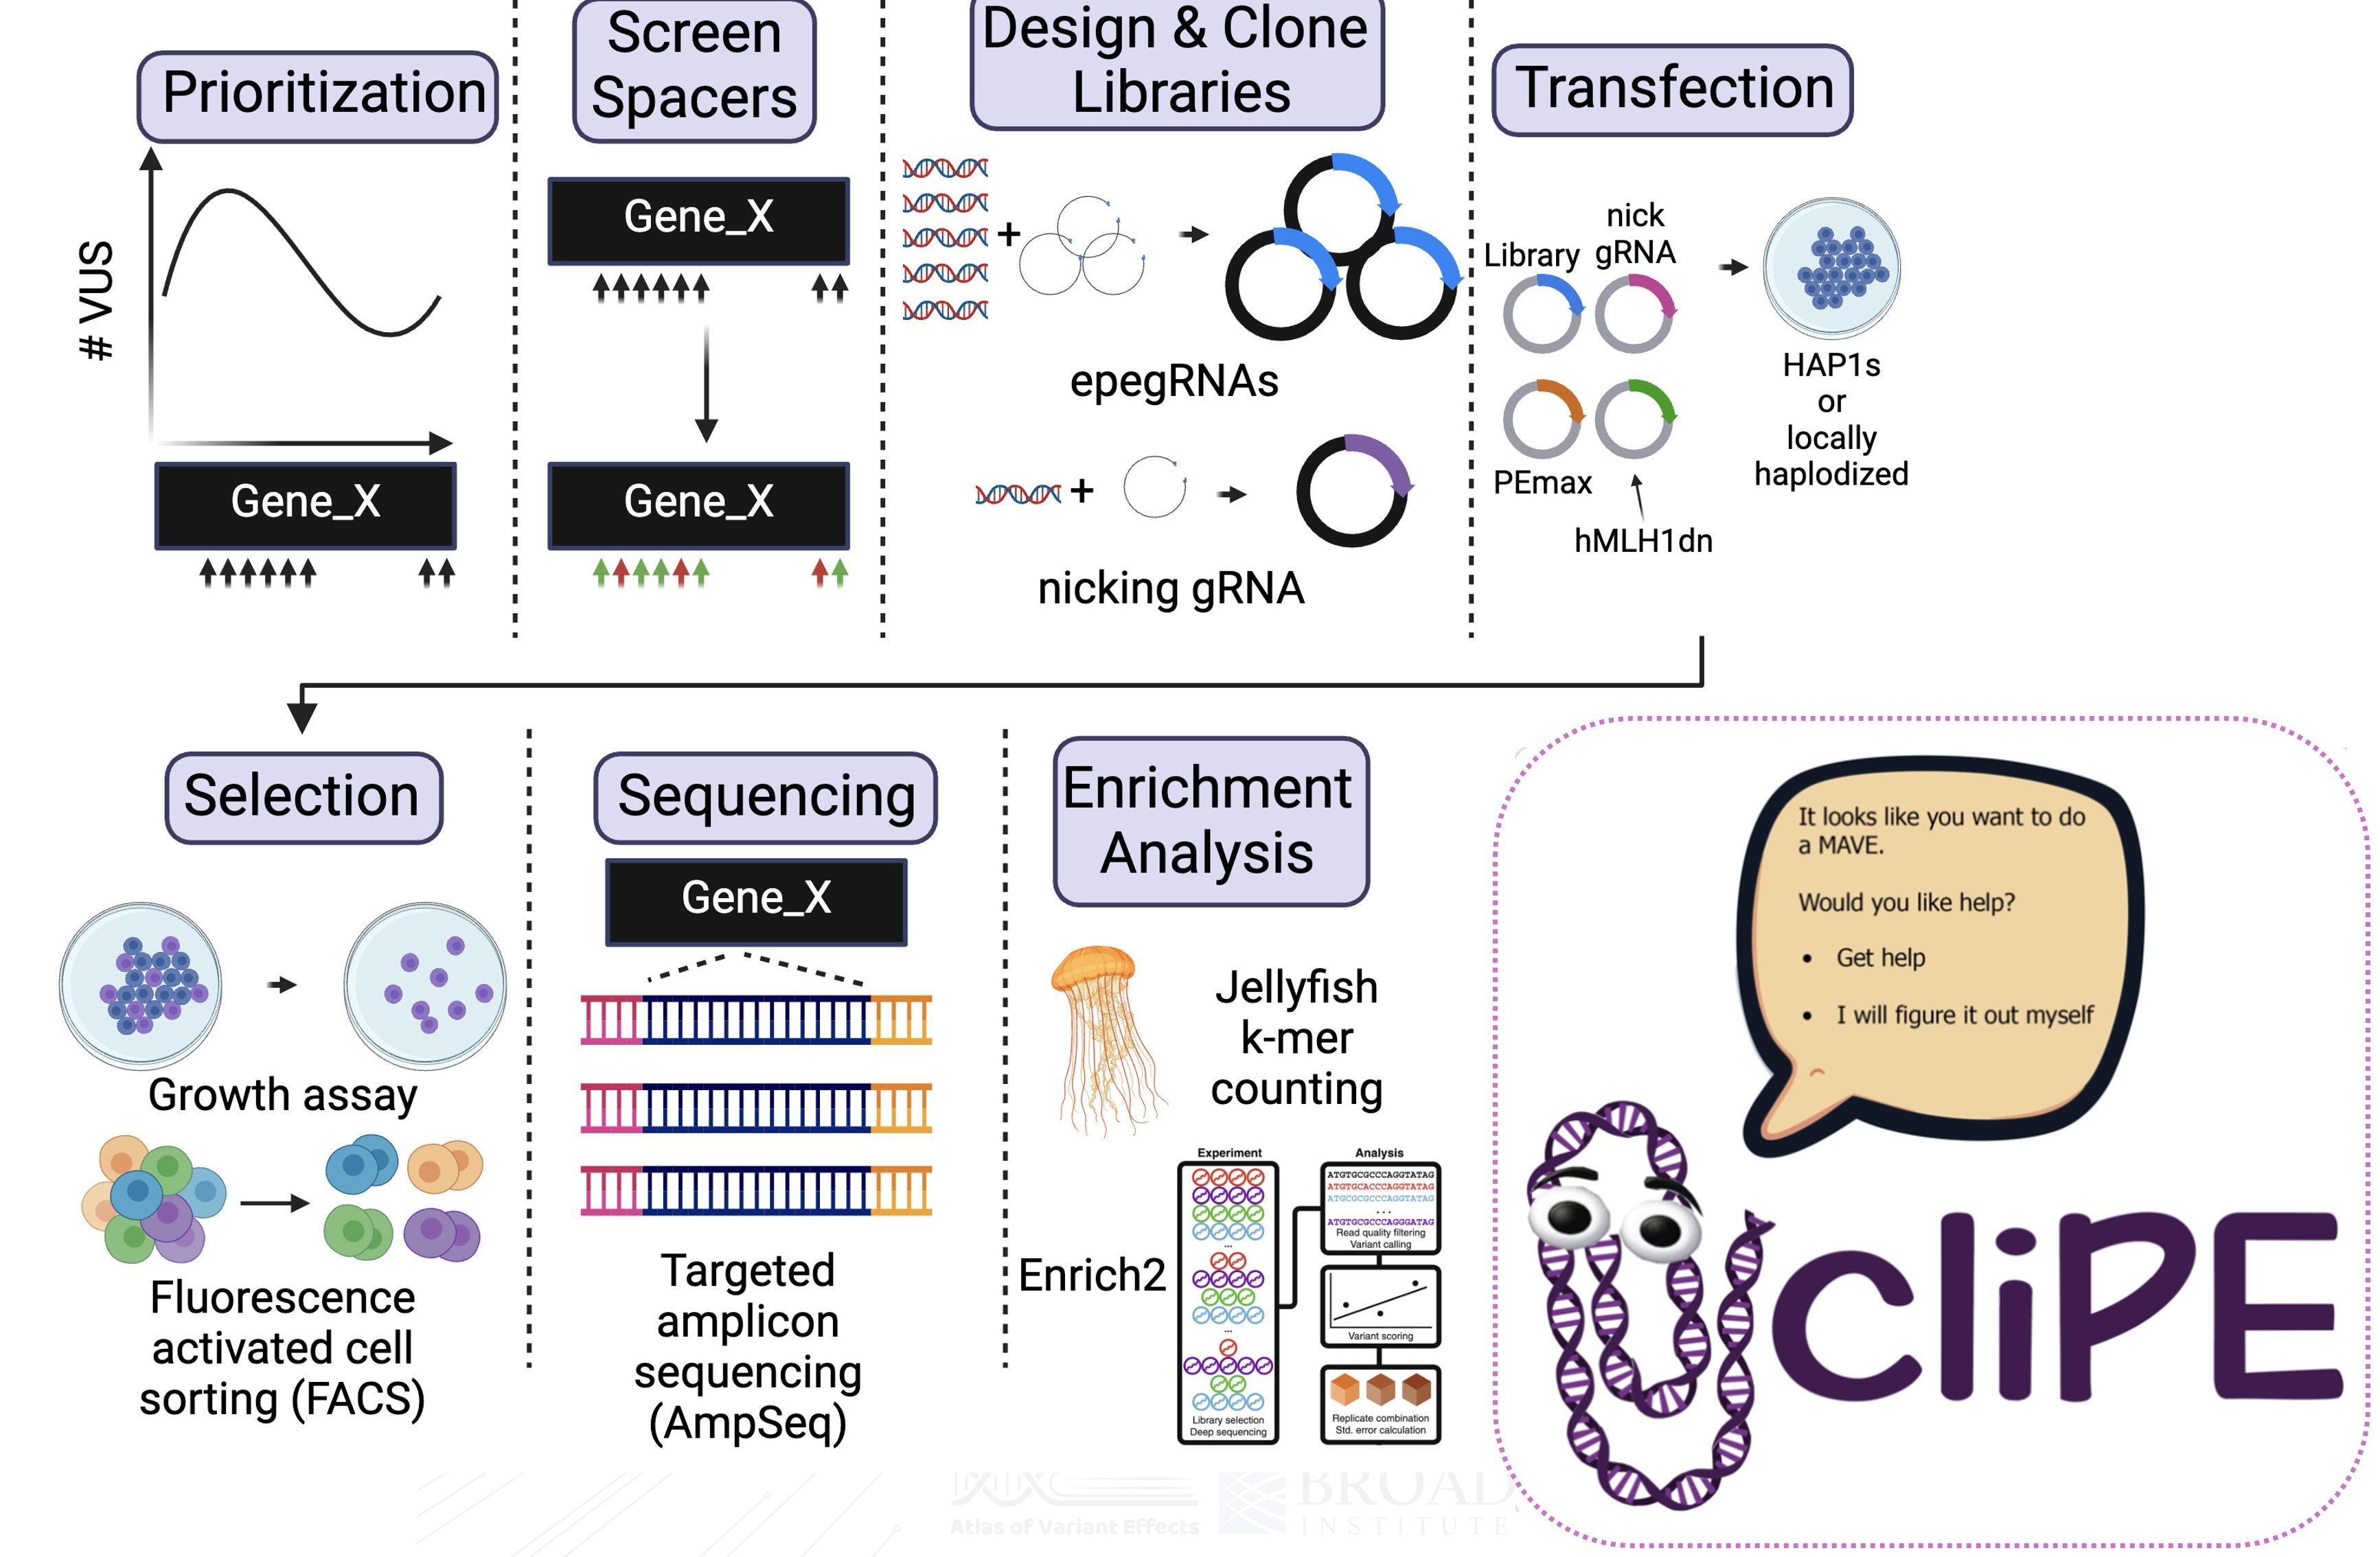 Prioritization
# VUS
Gene_X
Screen
Spacers
Gene_X
Gene_X
Design & Clone
Libraries
+
epegRNAs
+
nicking gRNA
Transfection
Library
nick
gRNA
PEmax
hMLH1dn
HAP1s
or
locally
haplodized
Selection
Growth assay
Fluorescence
activated cell
sorting (FACS)
Sequencing
Gene_X
Targeted
amplicon
sequencing
(AmpSeq)
Enrichment
Analysis
Jellyfish
k-mer
counting
Enrich2
Experiment
...
...
Library selection
Deep sequencing
Analysis
ATGTGCGCCCAGGTATAG
ATGTGCACCCAGGTATAG
ATGCGCGCCCAGGTATAG
...
ATGTGCGCCCAGGGATAG
Read quality filtering
Variant calling
Variant scoring
Replicate combination
Std. error calculation
It looks like you want to do
a MAVE.
Would you like help?
• Get help
• I will figure it out myself
cliPE
Atlas of Variant Effects
BROAD
INSTITUTE